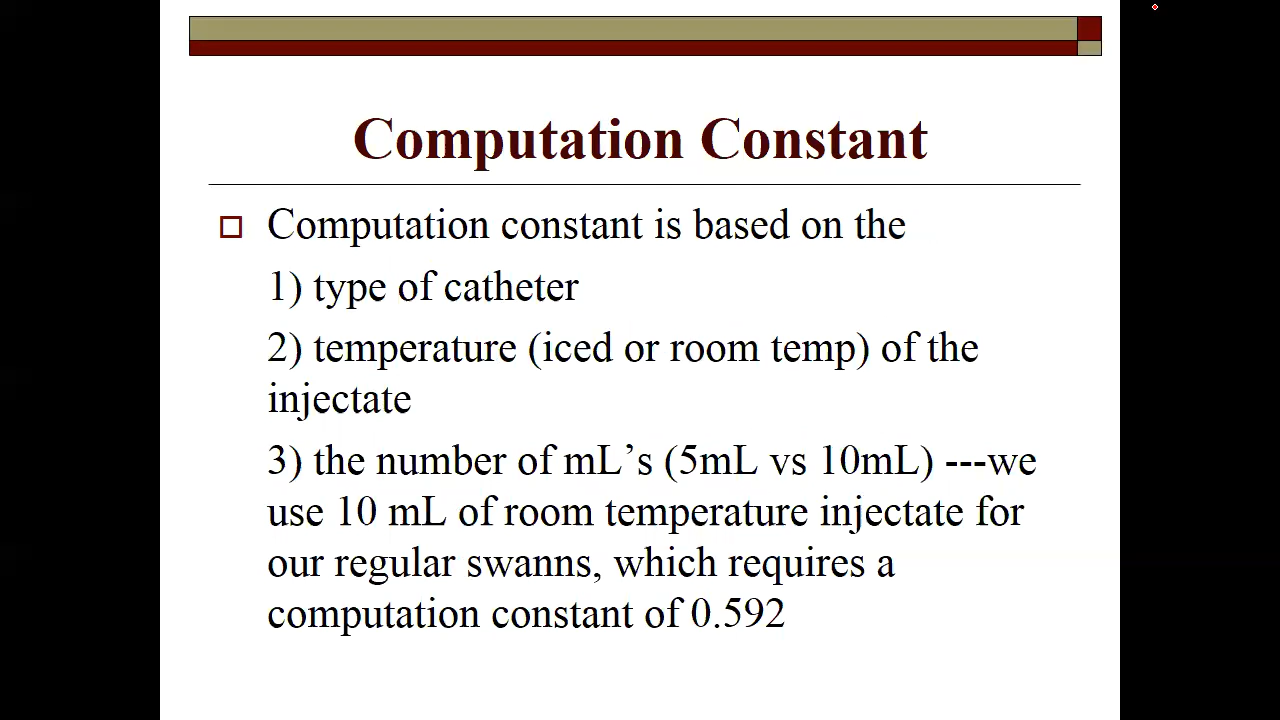 Computation Constant
Computation constant is based on the
1) type of catheter
2) temperature (iced or room temp) of the
injectate
3) the number of mL’s (5mL vs 10mL) ---we
use 10 mL of room temperature injectate for
our regular swanns, which requires a
computation constant of 0.592